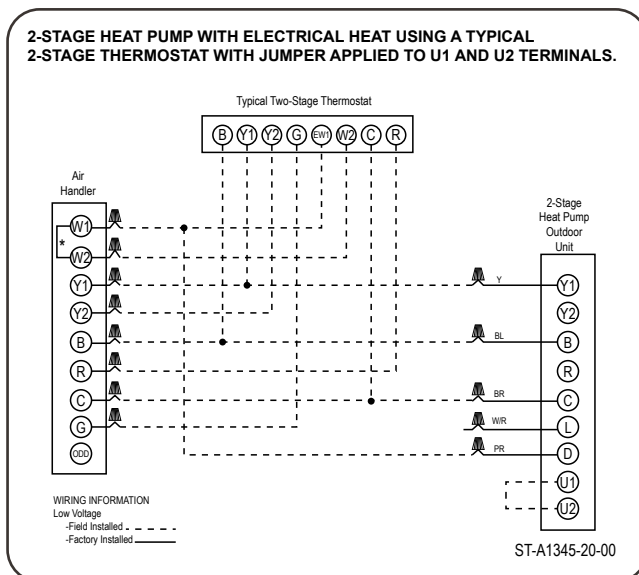 2-STAGE HEAT PUMP WITH ELECTRICAL HEAT USING A TYPICAL
2-STAGE THERMOSTAT WITH JUMPER APPLIED TO U1 AND U2 TERMINALS.
Typical Two-Stage Thermostat
B Y1 Y2 G EW1 W2 C R
Air
Handler
W1
*
W2
Y1
Y2
B
R
C
G
ODD
2-Stage
Heat Pump
Outdoor
Unit
Y Y1
Y2
BL B
R
BR C
W/R L
PR D
U1
U2
WIRING INFORMATION
Low Voltage
-Field Installed
-Factory Installed
ST-A1345-20-00